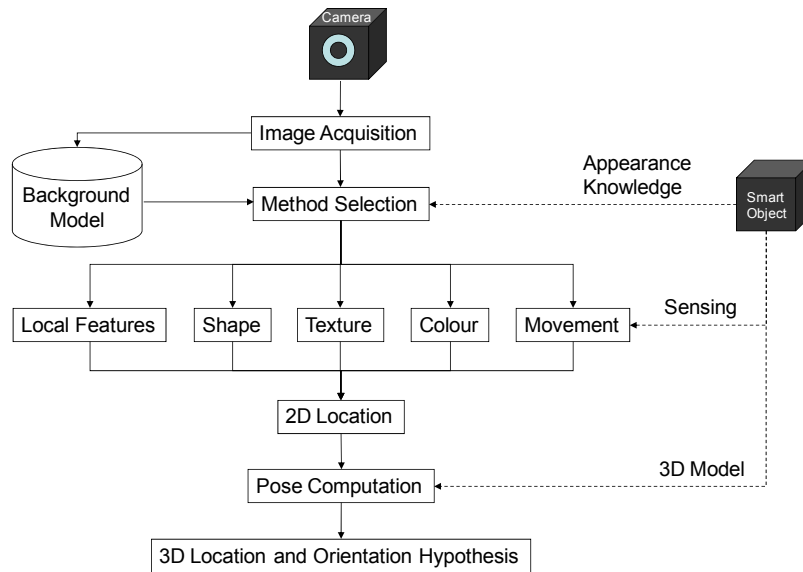 Camera
Image Acquisition
Appearance
Knowledge
Background
Model
Method Selection
Smart
Object
Local Features
Shape
Texture
Colour
Movement
Sensing
2D Location
3D Model
Pose Computation
3D Location and Orientation Hypothesis